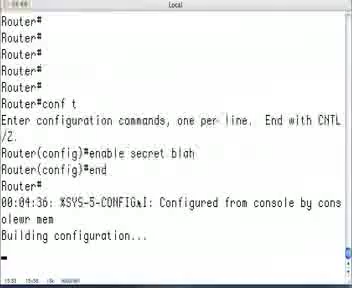 Local
Router#
Router#
Router#
Router#
Router#
Router#conf t
Enter configuration commands, one per line.  End with CNTL
/Z.
Router(config)#enable secret blah
Router(config)#end
Router#
00:04:36: %SYS-5-CONFIG_I: Configured from console by cons
olewr mem
Building configuration...